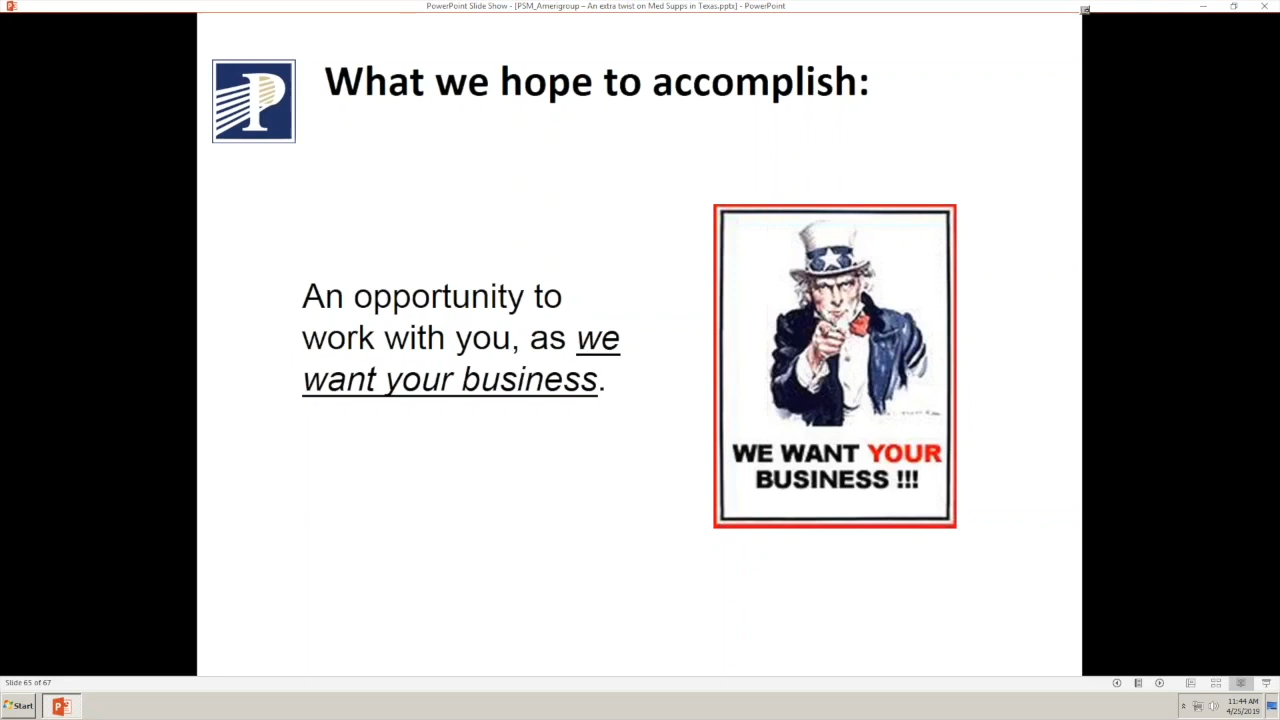 PowerPoint Slide Show - [PSM_Amerigroup – An extra twist on Med Supps in Texas.pptx] - PowerPoint
P
What we hope to accomplish:
An opportunity to
work with you, as we
want your business.
WE WANT YOUR
BUSINESS !!!
Slide 65 of 67
Start
11:44 AM
4/25/2019